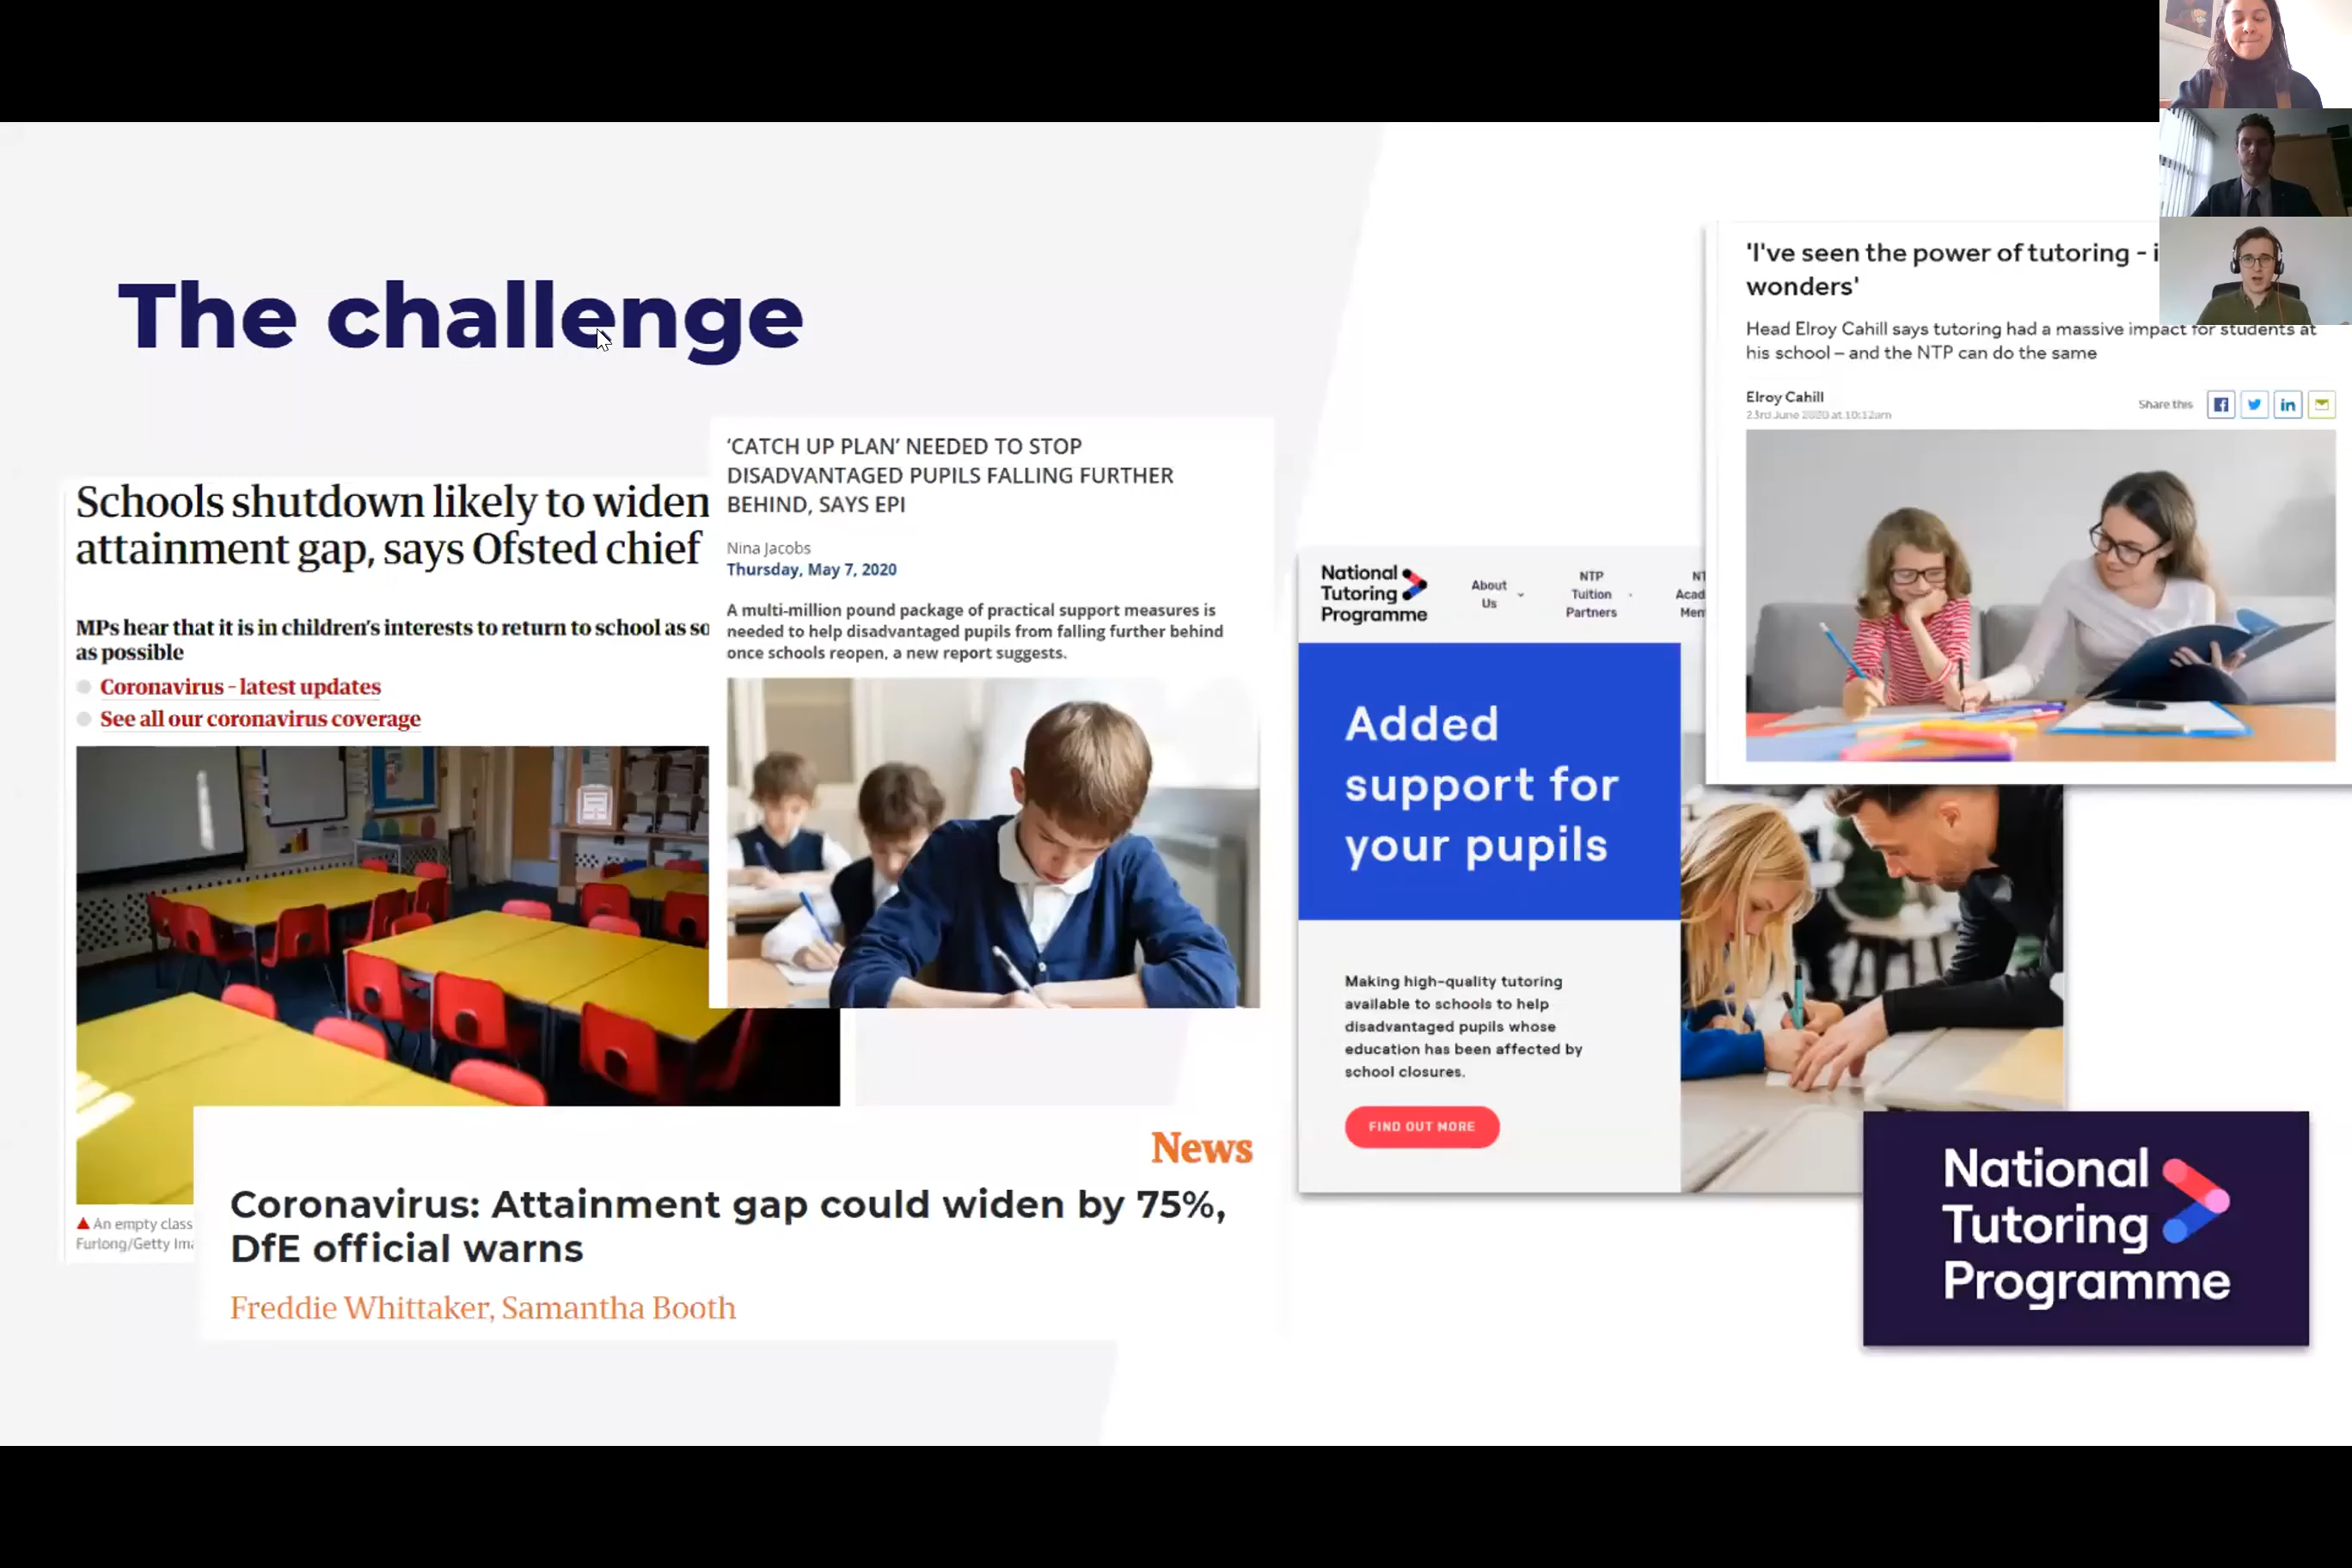 The challenge
Schools shutdown likely to widen
attainment gap, says Ofsted chief
MPs hear that it is in children's interests to return to school as so
as possible
Coronavirus - latest updates
See all our coronavirus coverage
An empty class
Furlong/Getty Ima
'CATCH UP PLAN' NEEDED TO STOP
DISADVANTAGED PUPILS FALLING FURTHER
BEHIND, SAYS EPI
Nina Jacobs
Thursday, May 7, 2020
A multi-million pound package of practical support measures is
needed to help disadvantaged pupils from falling further behind
once schools reopen, a new report suggests.
News
Coronavirus: Attainment gap could widen by 75%,
DfE official warns
Freddie Whittaker, Samantha Booth
National
Tutoring
Programme
About
Us
NTP
Tuition
Partners
NT
Acad
Men
Added
support for
your pupils
Making high-quality tutoring
available to schools to help
disadvantaged pupils whose
education has been affected by
school closures.
FIND OUT MORE
'I've seen the power of tutoring - i
wonders'
Head Elroy Cahill says tutoring had a massive impact for students at
his school – and the NTP can do the same
Elroy Cahill
23rd June 2020 at 10:12am
Share this
National
Tutoring
Programme